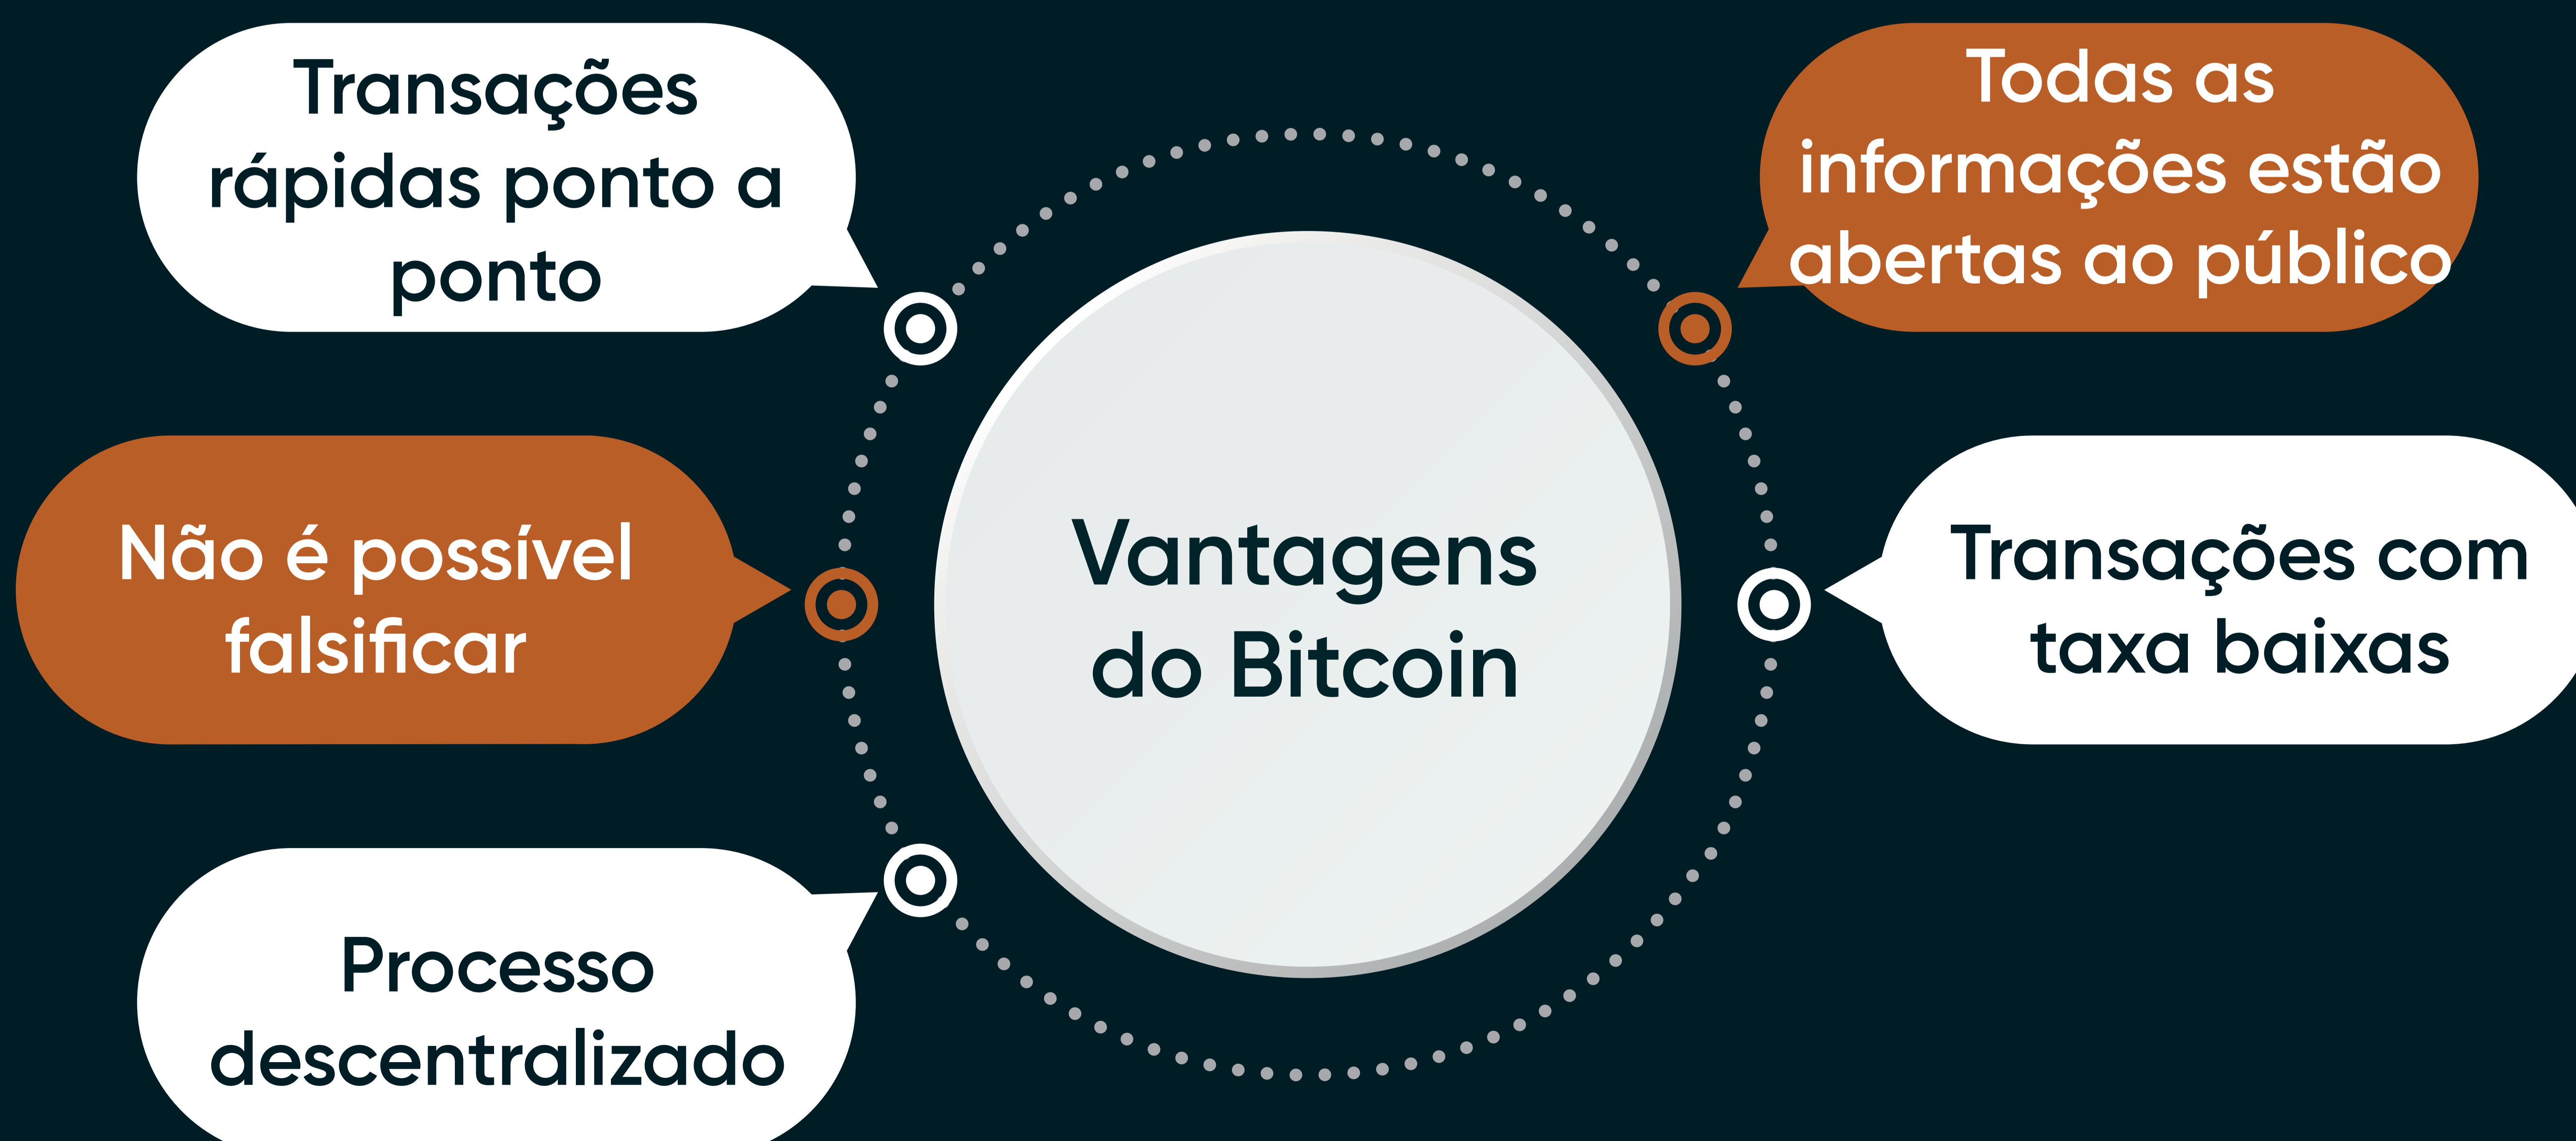 Transações
rápidas ponto a
ponto
Todas as
informações estão
abertas ao público
Não é possível
falsificar
Vantagens
do Bitcoin
Transações com
taxa baixas
Processo
descentralizado